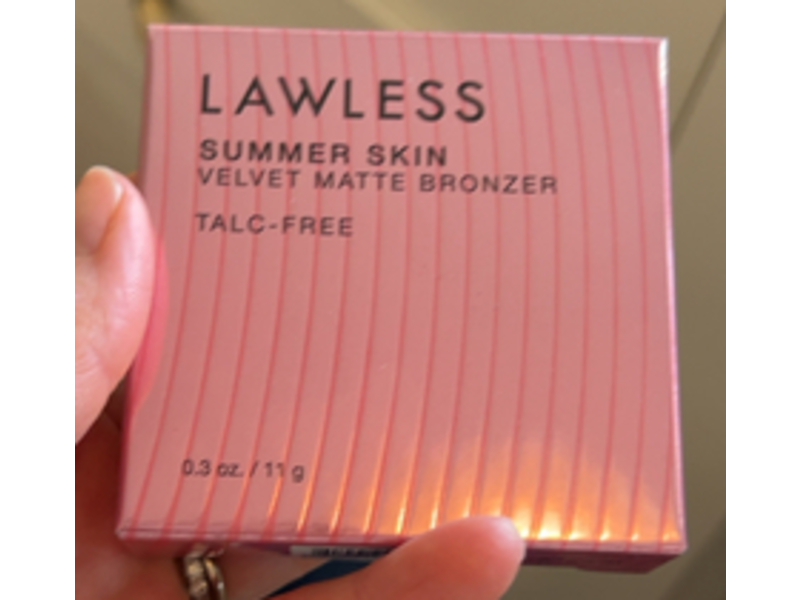 LAWLESS
SUMMER SKIN
VELVET MATTE BRONZER
TALC-FREE
0.3 oz. / 11 g